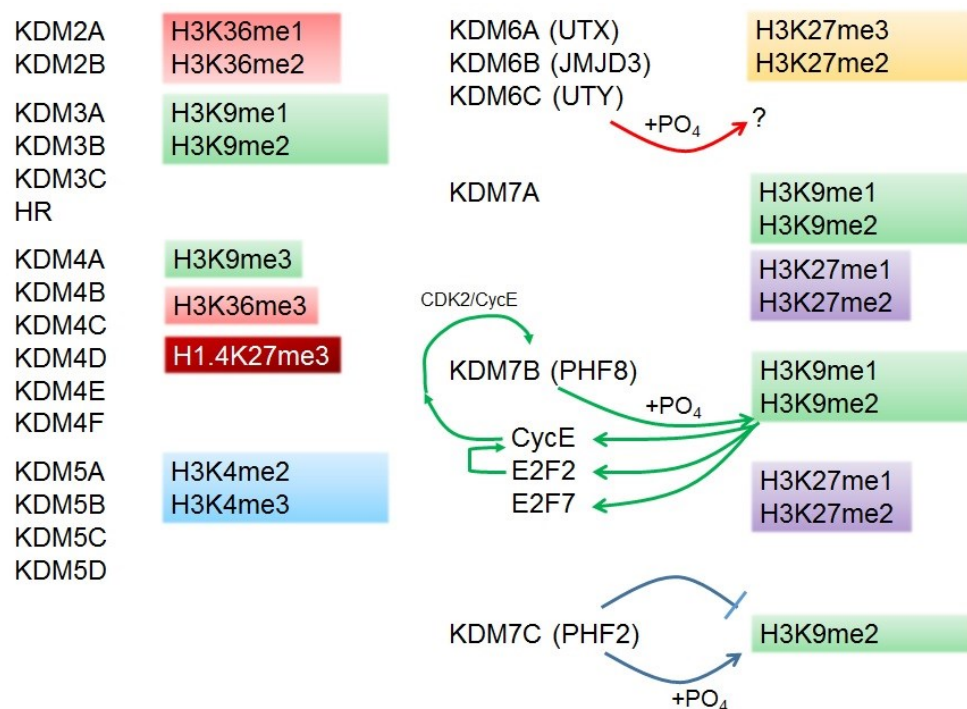 KDM2A
H3K36me1
KDM2B
H3K36me2
KDM3A
H3K9me1
KDM3B
H3K9me2
KDM3C
HR
KDM4A
H3K9me3
KDM4B
KDM4C
H3K36me3
KDM4D
H1.4K27me3
KDM4E
KDM4F
KDM5A
H3K4me2
KDM5B
H3K4me3
KDM5C
KDM5D
KDM6A (UTX)
H3K27me3
KDM6B (JMJD3)
H3K27me2
KDM6C (UTY)
+PO₄
?
KDM7A
H3K9me1
H3K9me2
H3K27me1
H3K27me2
CDK2/CycE
KDM7B (PHF8)
H3K9me1
H3K9me2
+PO₄
CycE
E2F2
E2F7
H3K27me1
H3K27me2
KDM7C (PHF2)
H3K9me2
+PO₄